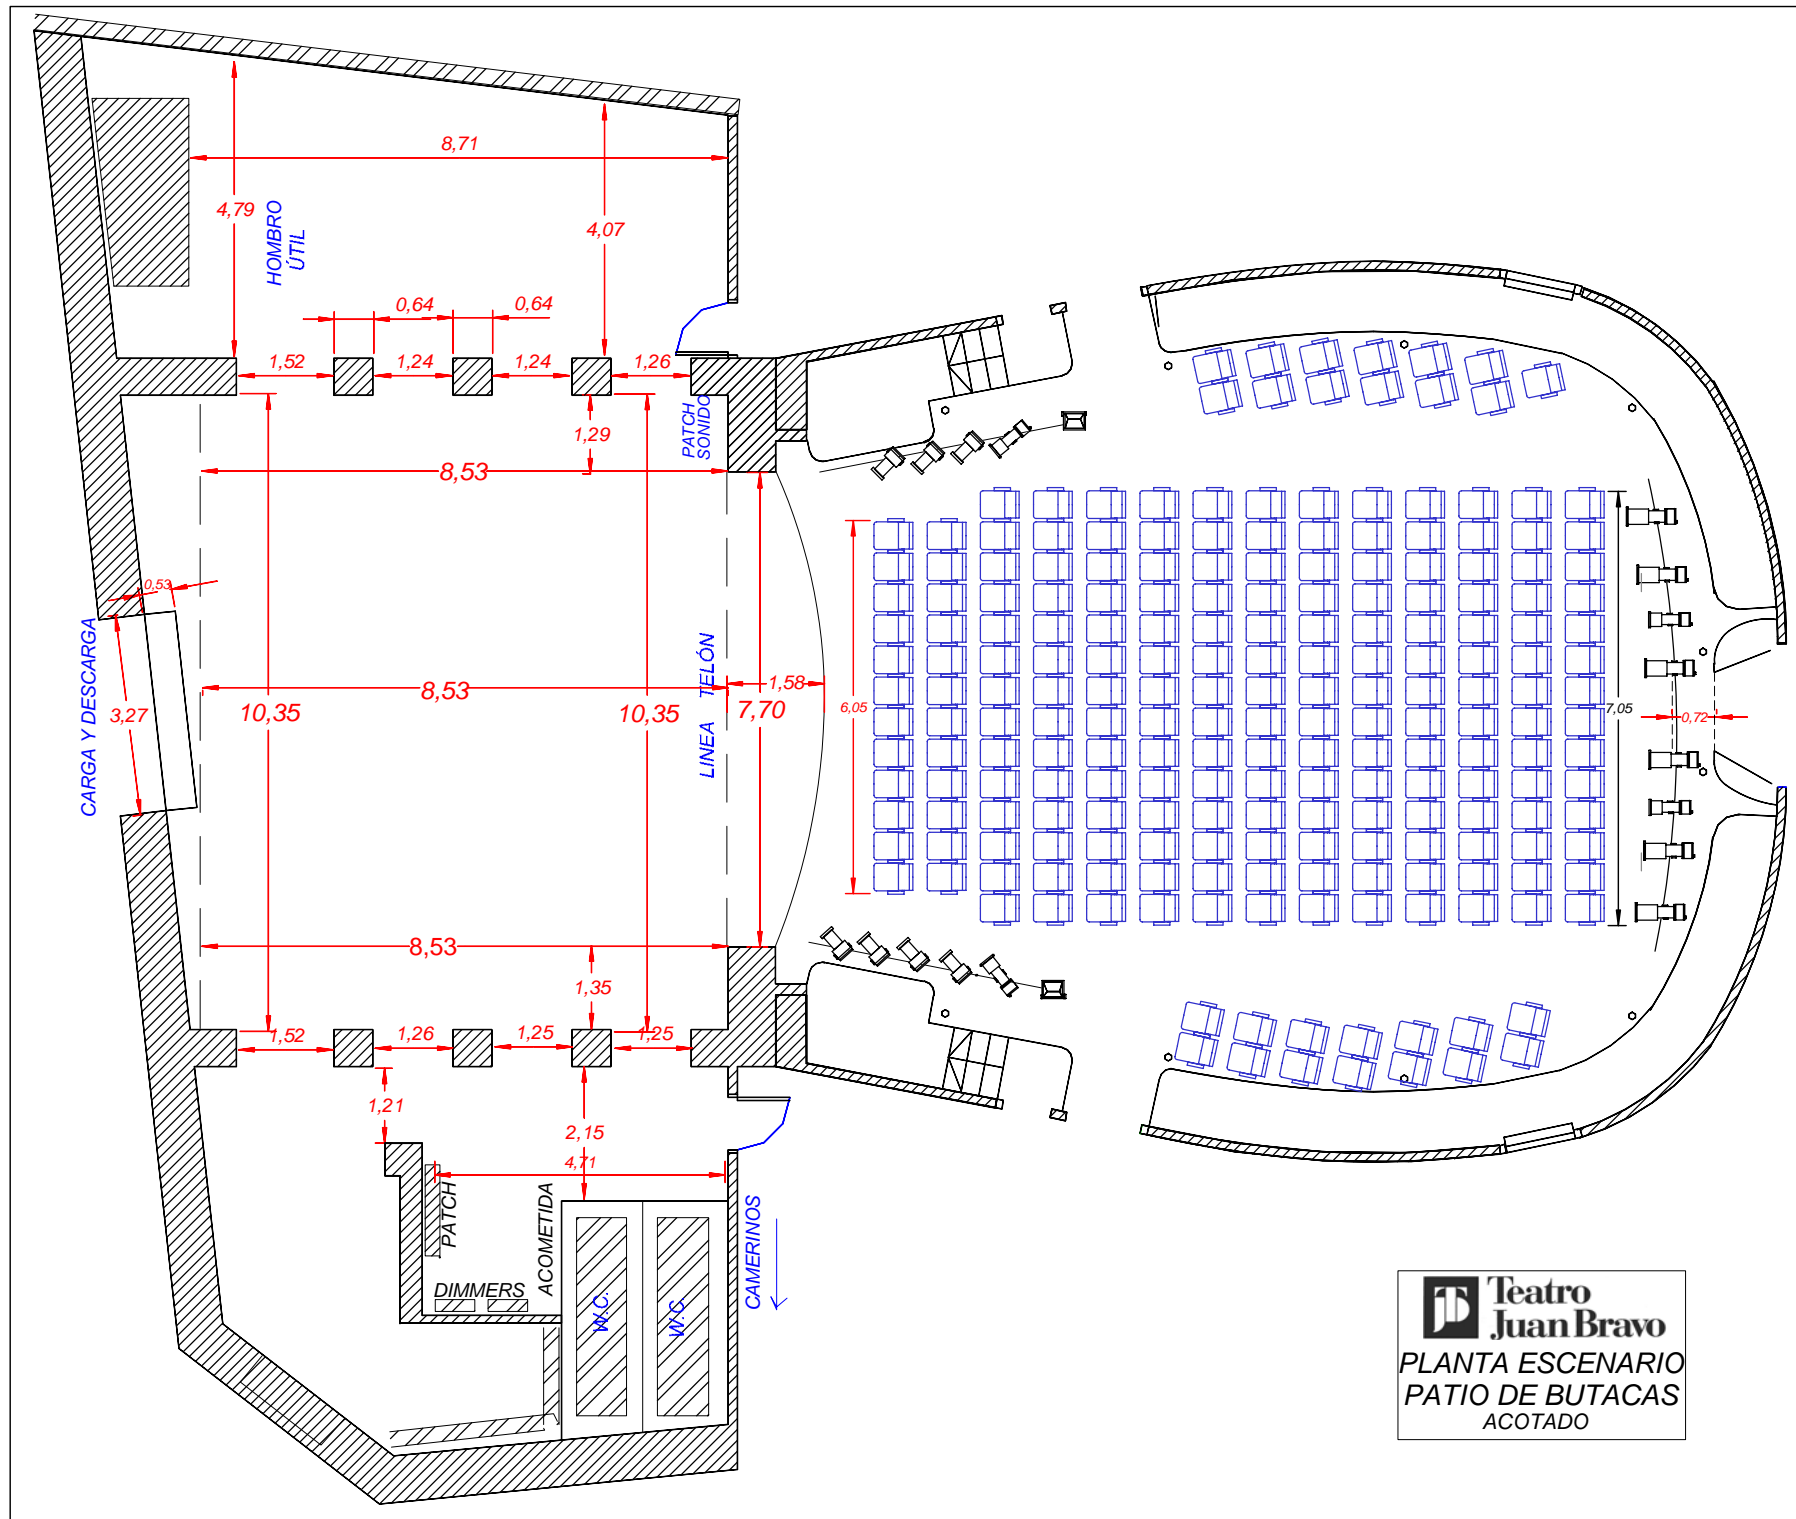 8,71
4,79
HOMBRO
ÚTIL
4,07
0,64
0,64
1,52
1,24
1,24
1,26
PATCH
SONIDO
1,29
8,53
0,53
CARGA Y DESCARGA
3,27
10,35
8,53
10,35
LINEA TELÓN
1,58
7,70
6,05
7,05
0,72
8,53
1,35
1,52
1,26
1,25
1,25
1,21
2,15
4,71
PATCH
ACOMETIDA
DIMMERS
W.C.
W.C.
CAMERINOS
Teatro
Juan Bravo
PLANTA ESCENARIO
PATIO DE BUTACAS
ACOTADO